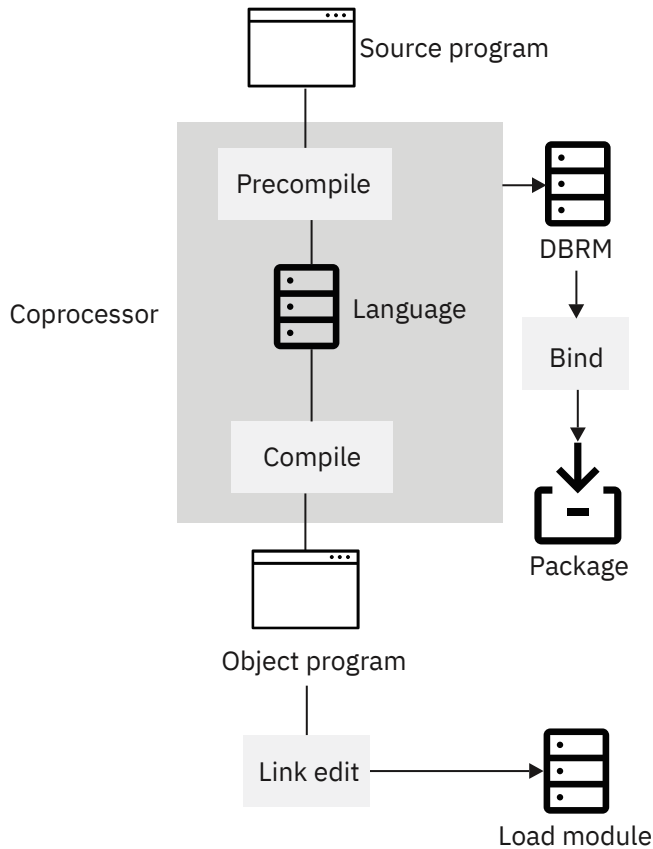 Source program
Precompile
DBRM
Coprocessor
Language
Bind
Compile
Package
Object program
Link edit
Load module